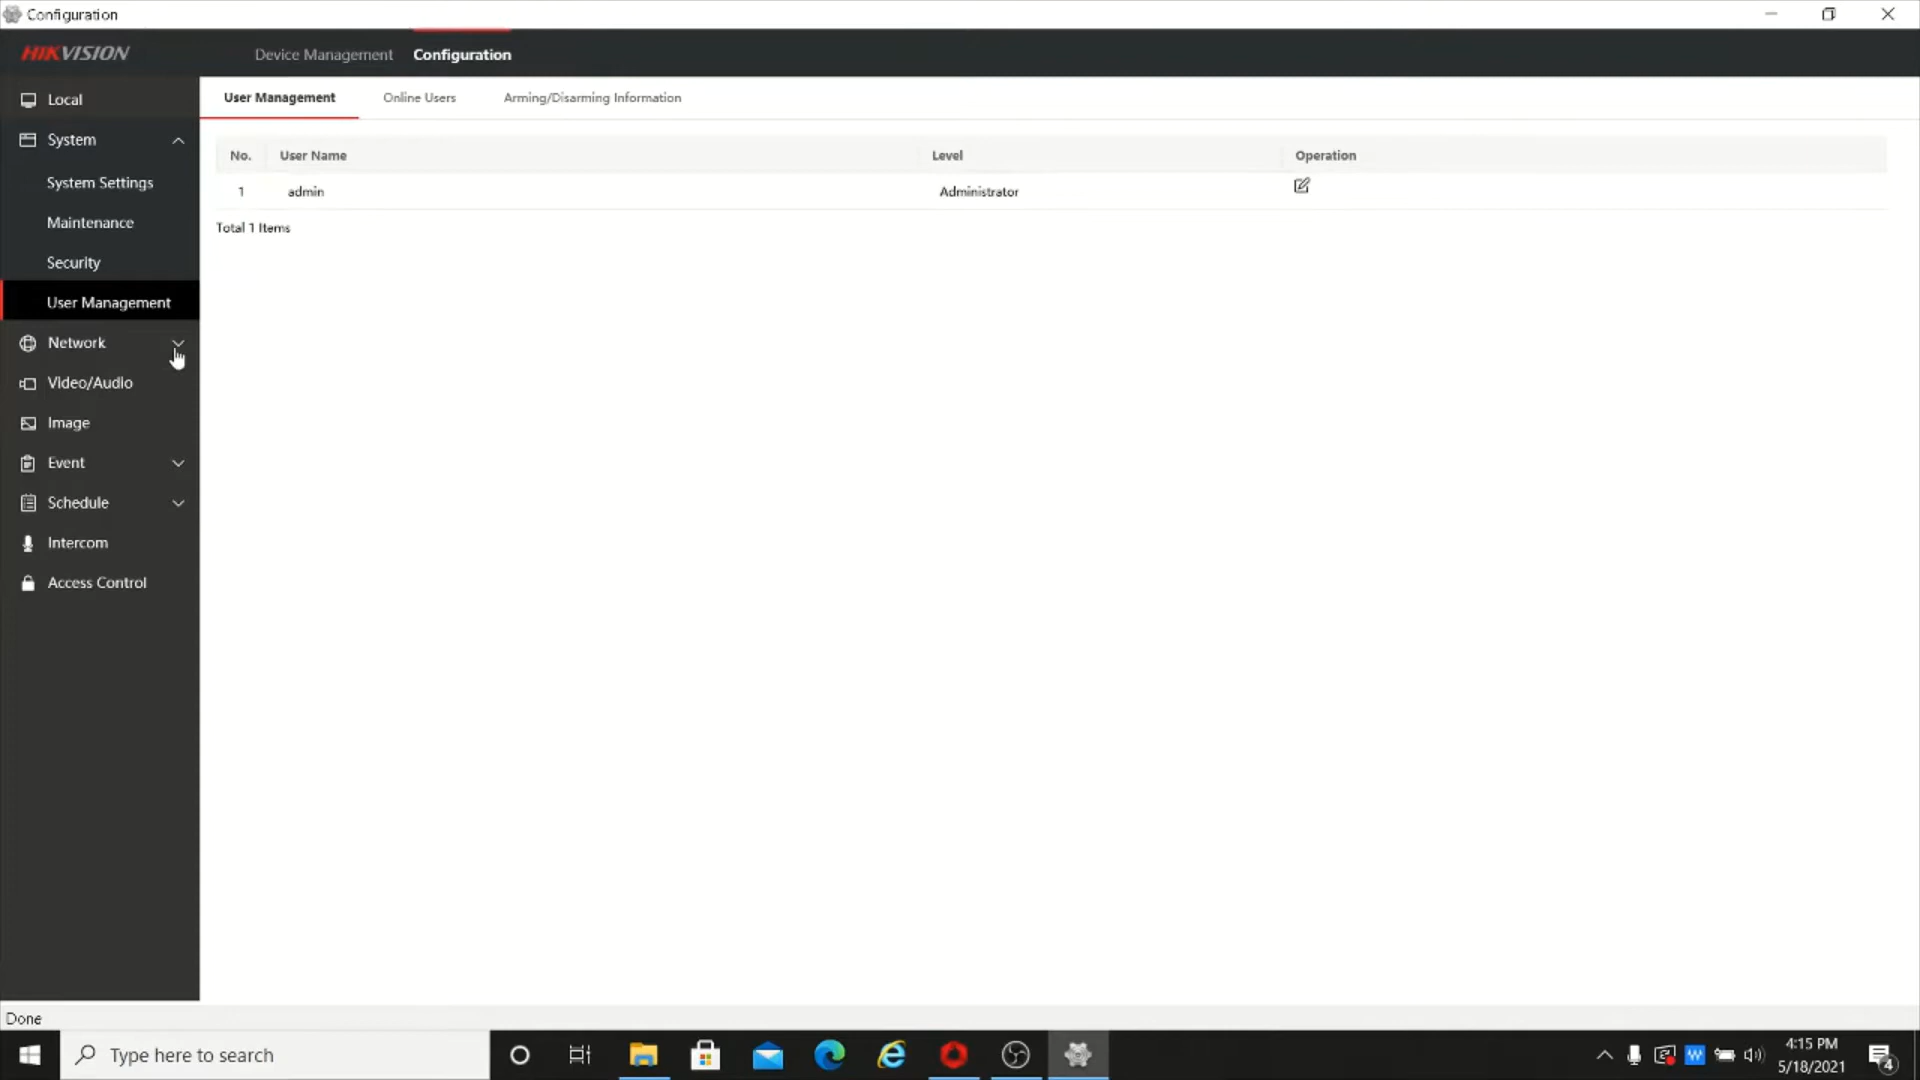 Configuration
HIKVISION
Device Management
Configuration
Local
System
System Settings
Maintenance
Security
User Management
Network
Video/Audio
Image
Event
Schedule
Intercom
Access Control
User Management
Online Users
Arming/Disarming Information
No. User Name Level Operation
1 admin Administrator
Total 1 Items
Done
Type here to search
W
4:15 PM
5/18/2021
4